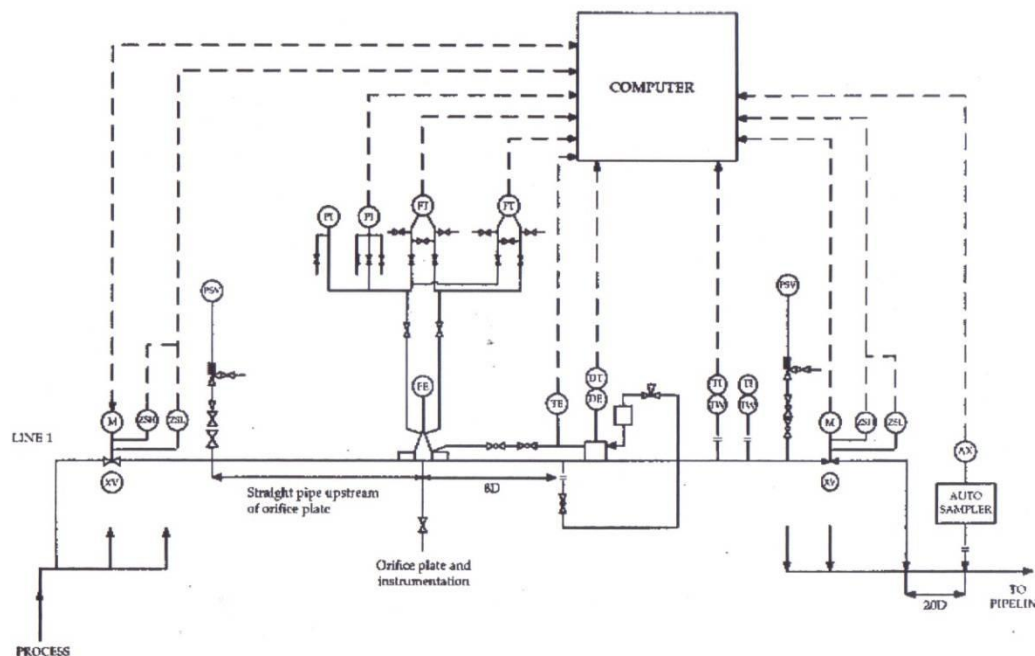 COMPUTER
PI
PI
FT
FT
PSV
PSV
FE
TE
DT
DE
TI
TW
TI
TW
M
ZSH
ZSL
M
ZSH
ZSL
LINE 1
XV
XV
AX
AUTO
SAMPLER
Straight pipe upstream
of orifice plate
8D
Orifice plate and
instrumentation
20D
TO
PIPELIN
PROCESS